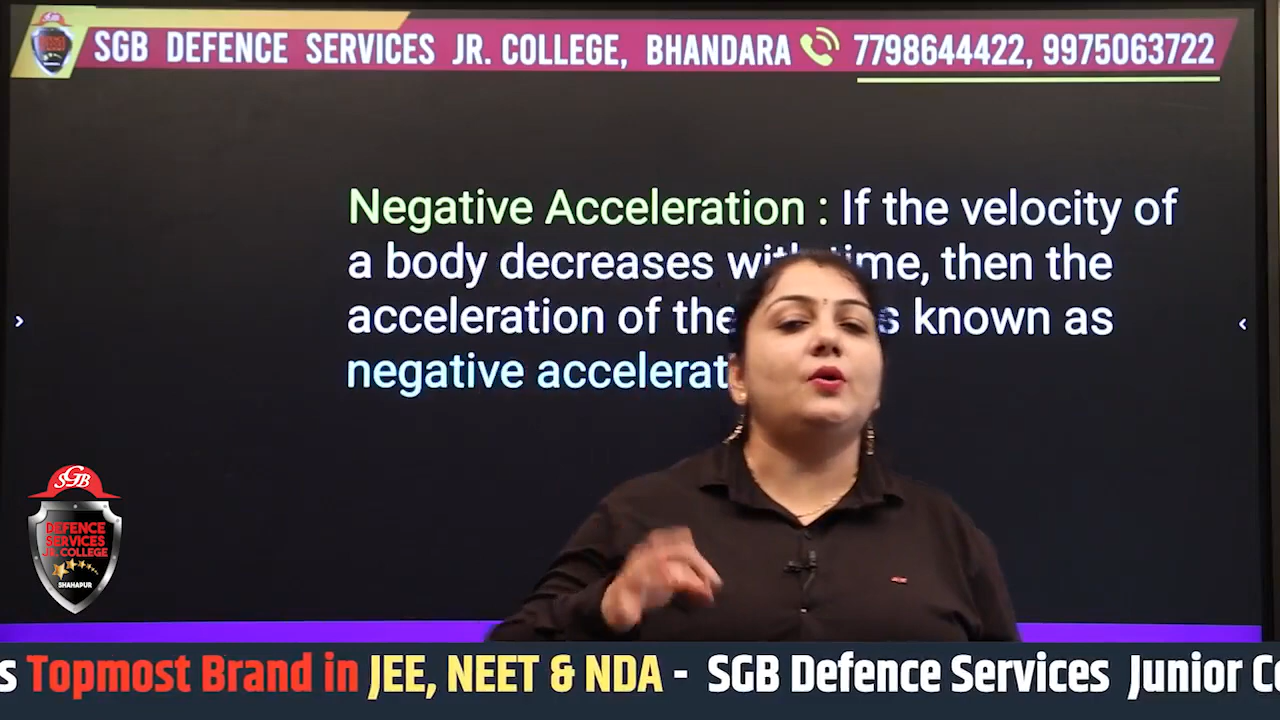 SGB DEFENCE SERVICES JR. COLLEGE, BHANDARA 7798644422, 9975063722
Negative Acceleration : If the velocity of
a body decreases with time, then the
acceleration of the known as
negative
SGB
DEFENCE
SERVICES
JR. COLLEGE
SHAHAPUR
Topmost Brand in JEE, NEET & NDA - SGB Defence Services Junior